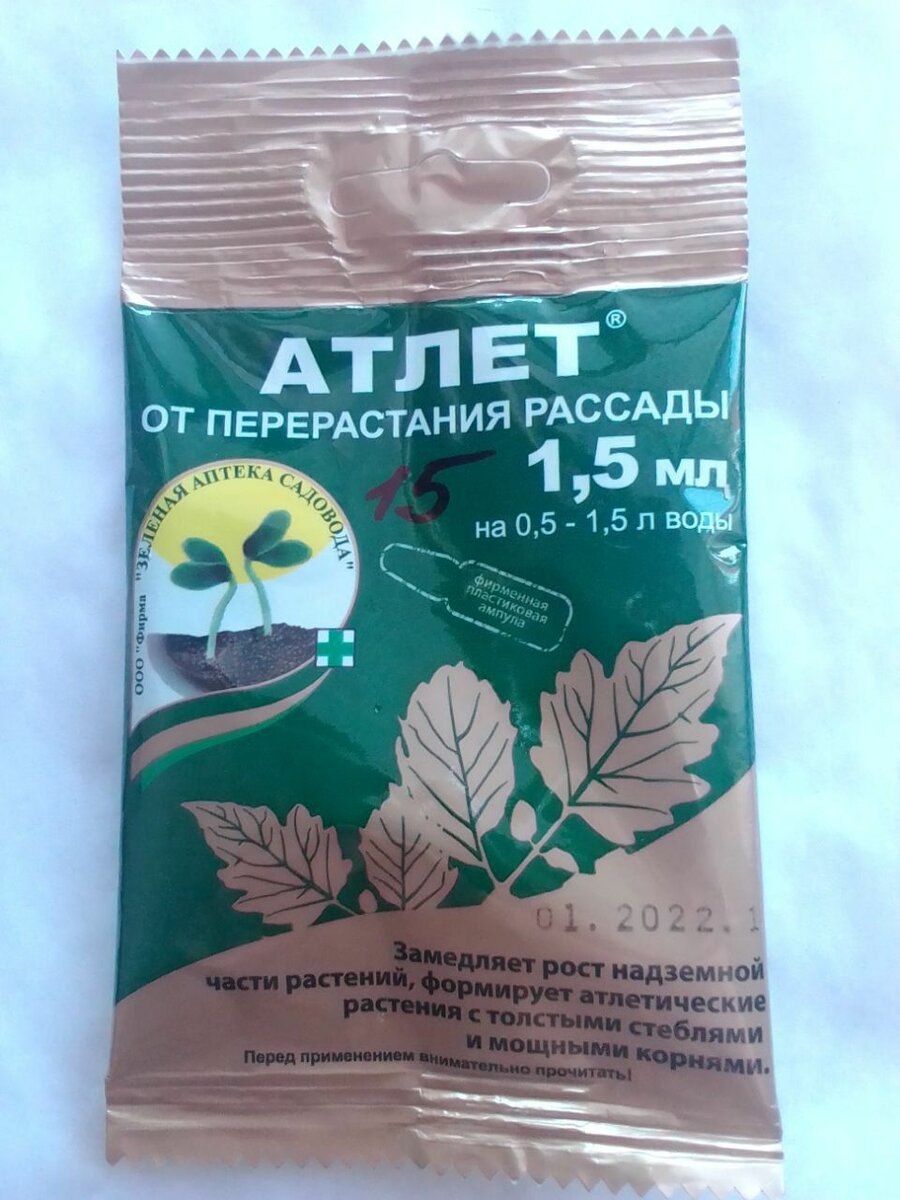 АТЛЕТ®
ОТ ПЕРЕРАСТАНИЯ РАССАДЫ
15
1,5 мл
на 0,5 - 1,5 л воды
ООО "Фирма "ЗЕЛЕНАЯ АПТЕКА САДОВОДА"
фирменная
пластиковая
ампула
01.2022.1
Замедляет рост надземной
части растений, формирует атлетические
растения с толстыми стеблями
и мощными корнями.
Перед применением внимательно прочитать!